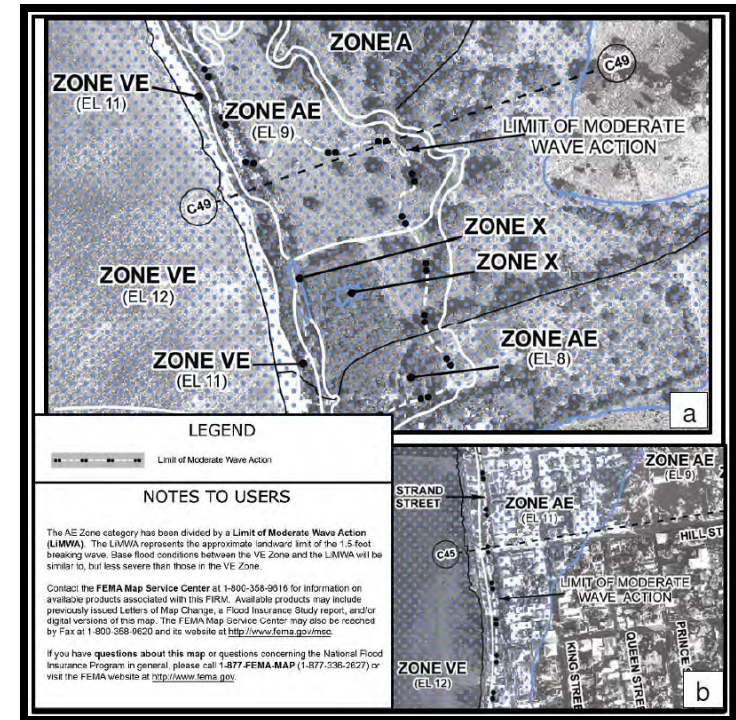 ZONE A
ZONE VE
(EL 11)
ZONE AE
(EL 9)
C49
LIMIT OF MODERATE
WAVE ACTION
C49
ZONE X
ZONE VE
(EL 12)
ZONE X
ZONE AE
(EL 8)
ZONE VE
(EL 11)
a
LEGEND
Limit of Moderate Wave Action
NOTES TO USERS
The AE Zone category has been divided by a Limit of Moderate Wave Action
(LiMWA). The LiMWA represents the approximate landward limit of the 1.5-foot
breaking wave. Base flood conditions between the VE Zone and the LiMWA will be
similar to, but less severe than those in the VE Zone.
Contact the FEMA Map Service Center at 1-800-358-9616 for information on
available products associated with this FIRM. Available products may include
previously issued Letters of Map Change, a Flood Insurance Study report, and/or
digital versions of this map. The FEMA Map Service Center may also be reached
by Fax at 1-800-358-9620 and its website at http://www.fema.gov/msc.
If you have questions about this map or questions concerning the National Flood
Insurance Program in general, please call 1-877-FEMA-MAP (1-877-336-2627) or
visit the FEMA website at http://www.fema.gov.
ZONE AE
(EL 9)
STRAND
STREET
ZONE AE
(EL 11)
C45
HILL ST
LIMIT OF MODERATE
WAVE ACTION
KING STREET
QUEEN STREET
PRINCE S
ZONE VE
(EL 12)
b